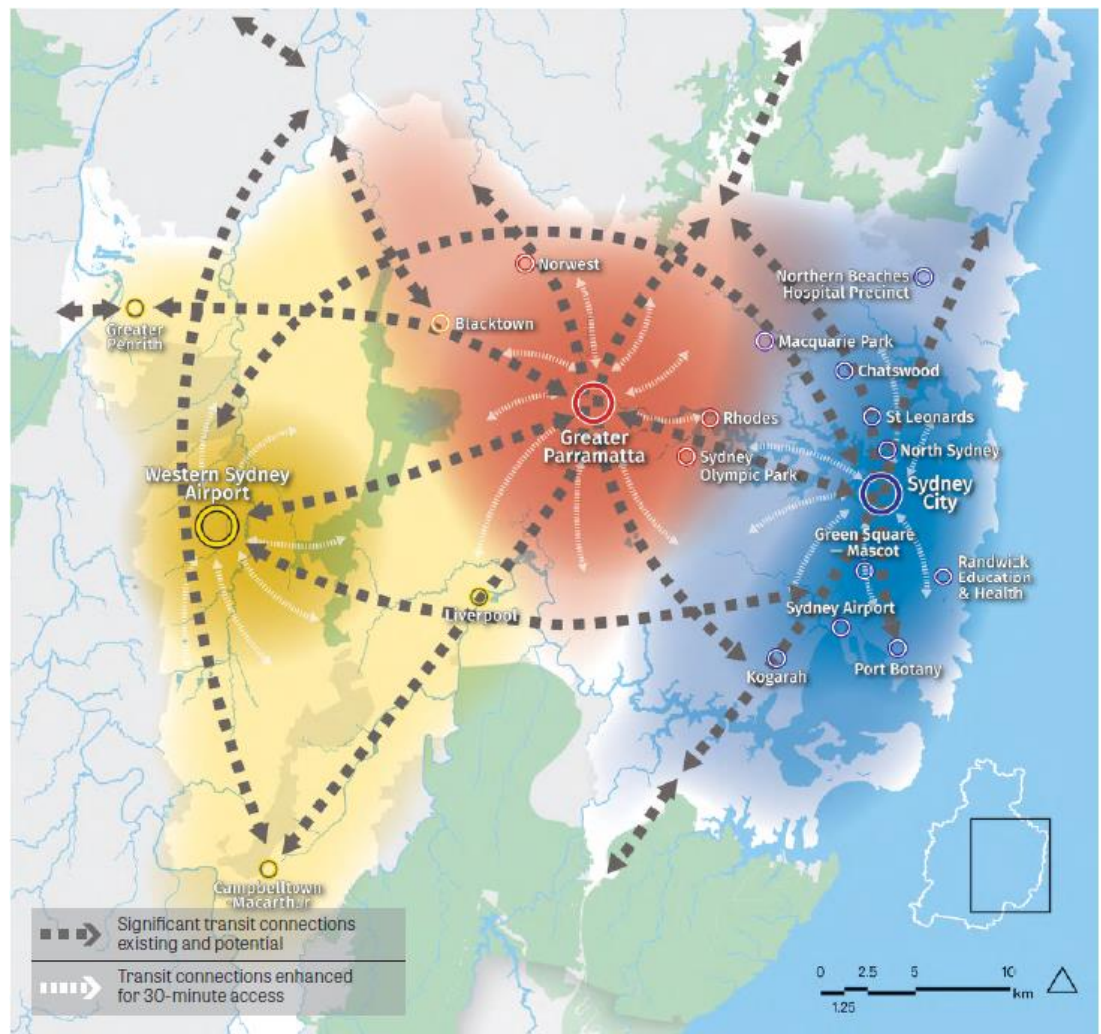 Norwest
Northern Beaches
Hospital Precinct
Greater
Penrith
Blacktown
Macquarie Park
Chatswood
Rhodes
St Leonards
Greater
Parramatta
North Sydney
Sydney
Olympic Park
Western Sydney
Airport
Sydney
City
Green Square
— Mascot
Randwick
Education
& Health
Liverpool
Sydney Airport
Port Botany
Kogarah
Campbelltown
-Macarthur
Significant transit connections
existing and potential
Transit connections enhanced
for 30-minute access
0 2.5 5 10
km
1.25